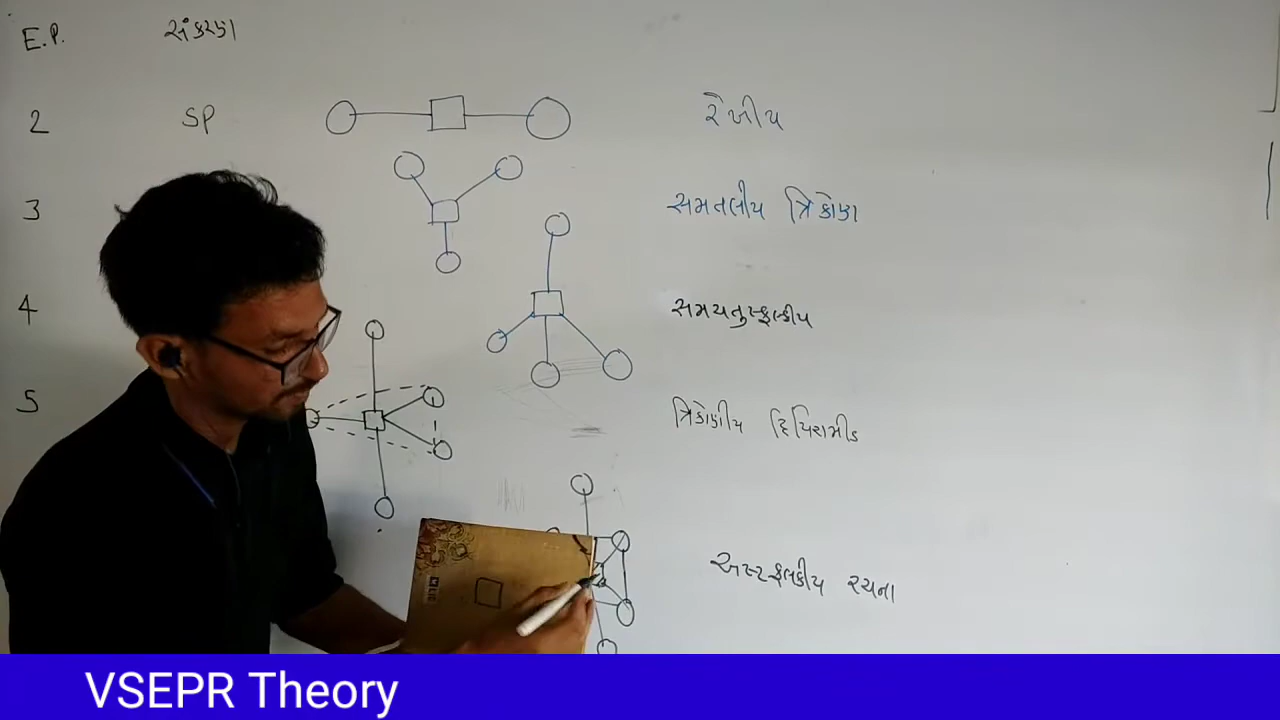 E.P. સંકરણ
2 SP રેખીય
3 સમતલીય ત્રિકોણ
4 સમચતુષ્ફલકીય
5 ત્રિકોણીય દ્વિપિરામીડ
અષ્ટફલકીય રચના
VSEPR Theory